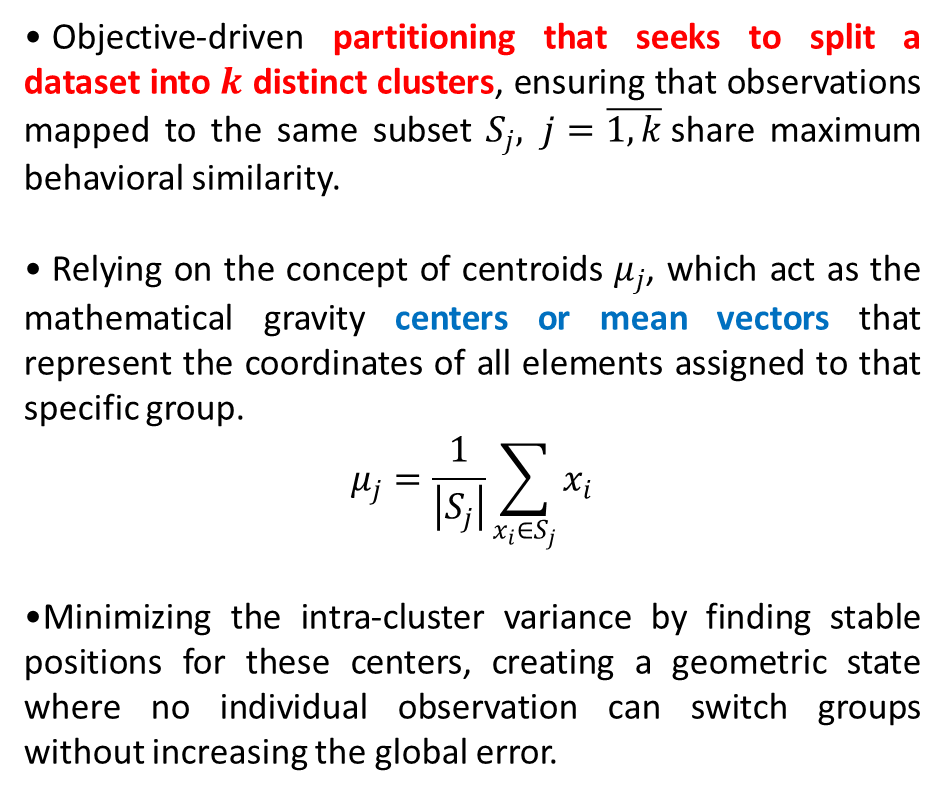 • Objective-driven partitioning that seeks to split a
dataset into k distinct clusters, ensuring that observations
mapped to the same subset $S_j$, $j = \overline{1, k}$ share maximum
behavioral similarity.
• Relying on the concept of centroids $\mu_j$, which act as the
mathematical gravity centers or mean vectors that
represent the coordinates of all elements assigned to that
specific group.
$\mu_j = \frac{1}{|S_j|} \sum_{x_i \in S_j} x_i$
•Minimizing the intra-cluster variance by finding stable
positions for these centers, creating a geometric state
where no individual observation can switch groups
without increasing the global error.